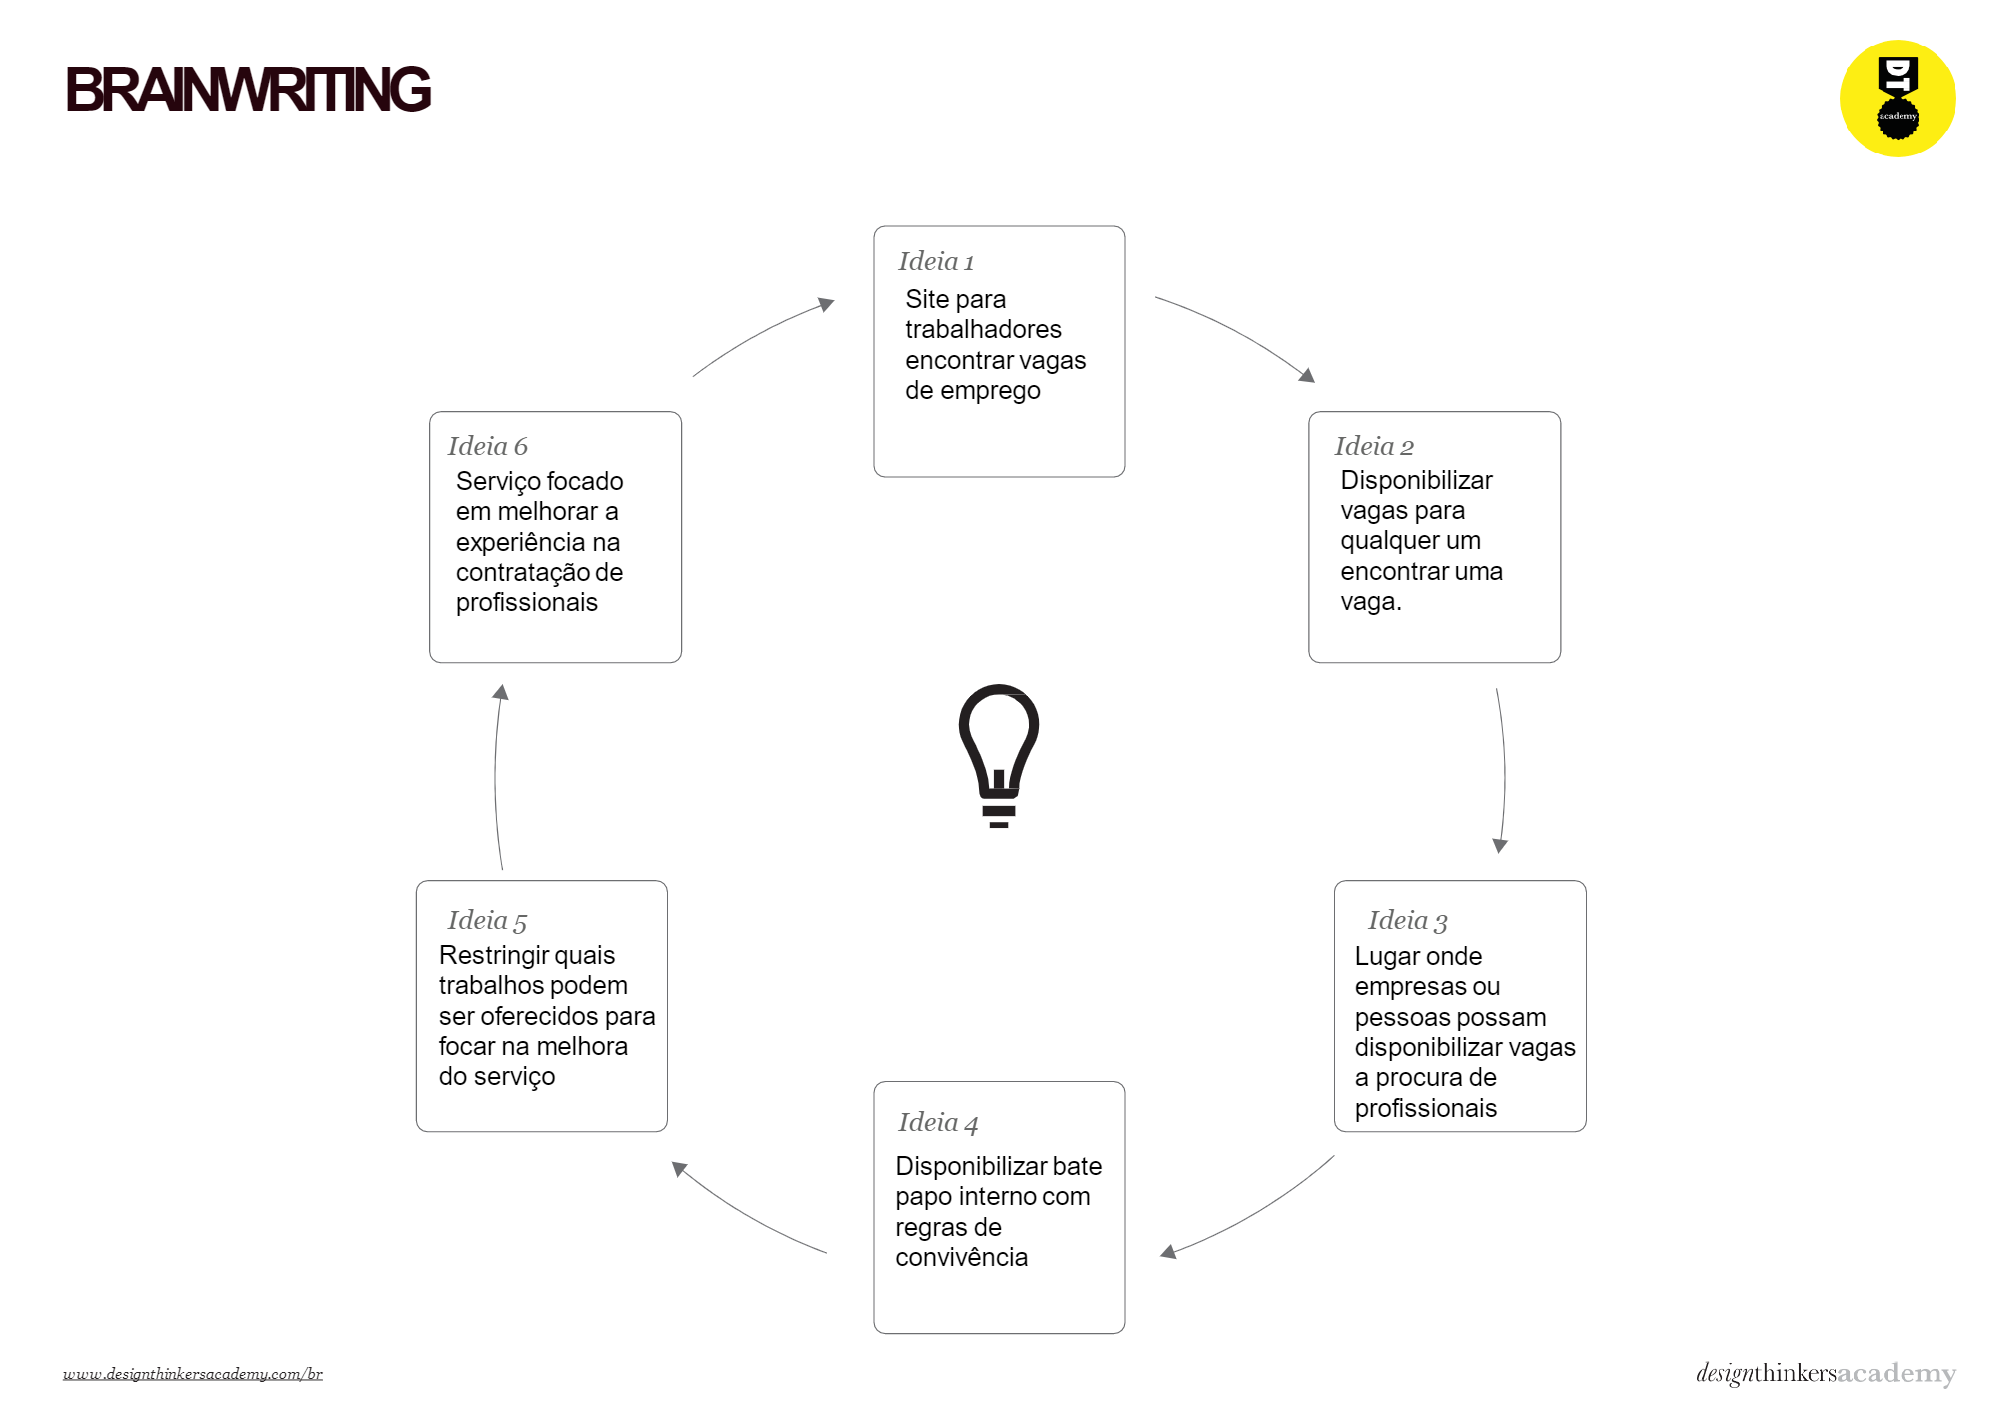 BRAINWRITING
DT
academy
Ideia 1
Site para
trabalhadores
encontrar vagas
de emprego
Ideia 2
Disponibilizar
vagas para
qualquer um
encontrar uma
vaga.
Ideia 3
Lugar onde
empresas ou
pessoas possam
disponibilizar vagas
a procura de
profissionais
Ideia 4
Disponibilizar bate
papo interno com
regras de
convivência
Ideia 5
Restringir quais
trabalhos podem
ser oferecidos para
focar na melhora
do serviço
Ideia 6
Serviço focado
em melhorar a
experiência na
contratação de
profissionais
www.designthinkersacademy.com/br
designthinkersacademy